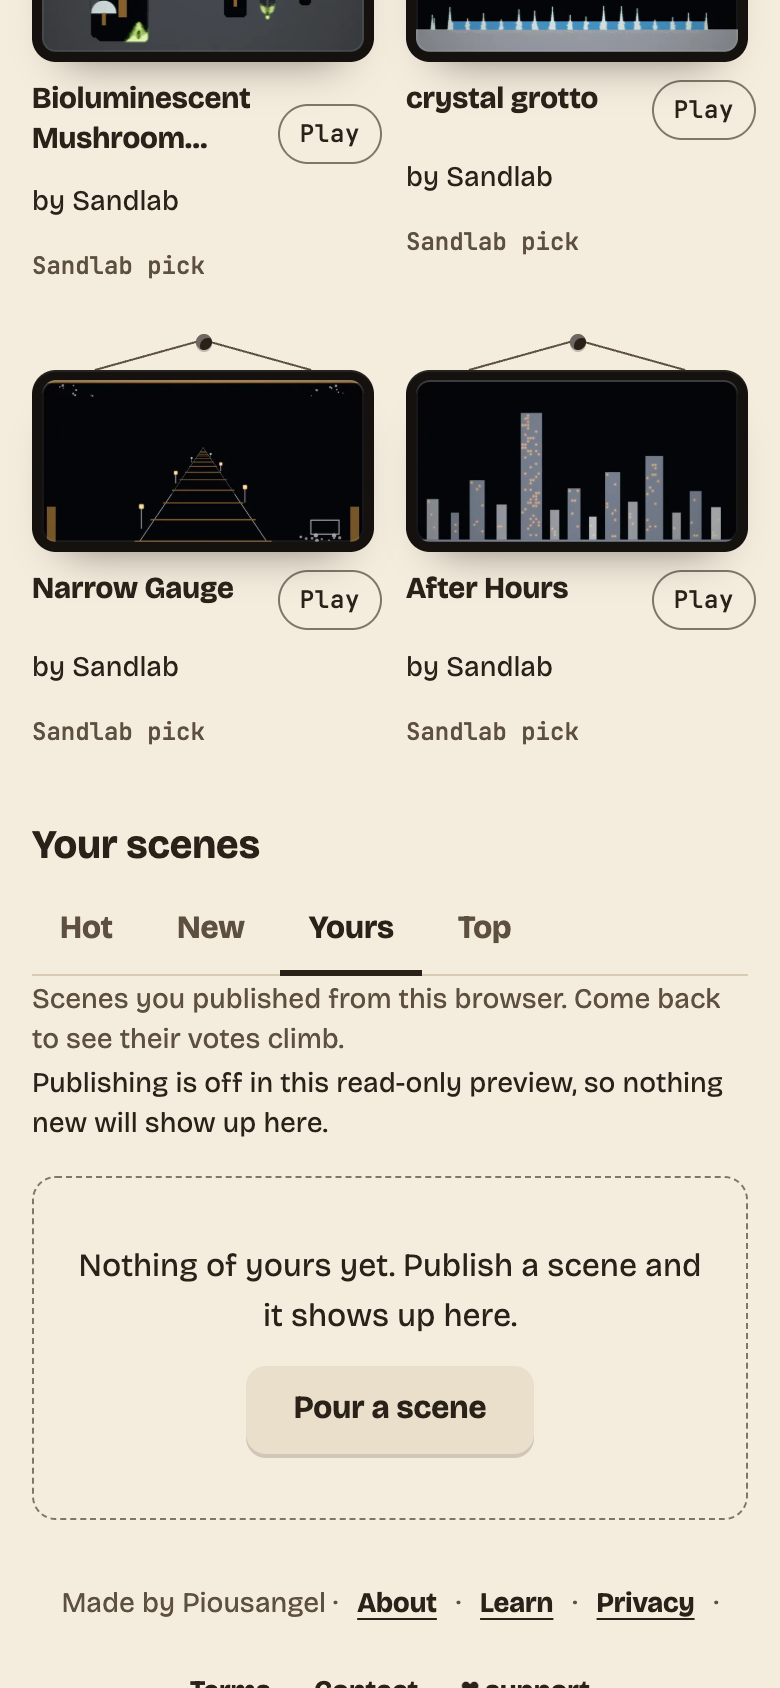 Bioluminescent
Mushroom...
Play
by Sandlab
Sandlab pick
crystal grotto
Play
by Sandlab
Sandlab pick
Narrow Gauge
Play
by Sandlab
Sandlab pick
After Hours
Play
by Sandlab
Sandlab pick
Your scenes
Hot New Yours Top
Scenes you published from this browser. Come back
to see their votes climb.
Publishing is off in this read-only preview, so nothing
new will show up here.
Nothing of yours yet. Publish a scene and
it shows up here.
Pour a scene
Made by Piousangel · About · Learn · Privacy ·
Terms Contact ♥ support